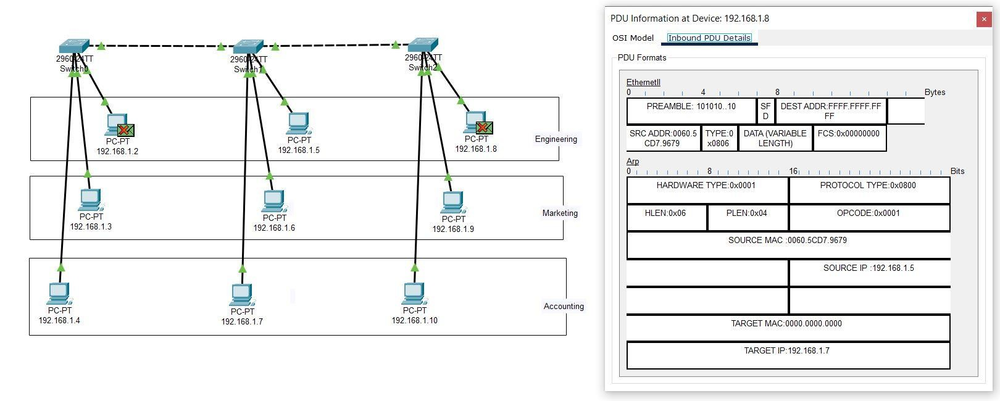 2960-24TT
Switch0
2960-24TT
Switch1
2960-24TT
Switch2
PC-PT
192.168.1.2
PC-PT
192.168.1.5
PC-PT
192.168.1.8
Engineering
PC-PT
192.168.1.3
PC-PT
192.168.1.6
PC-PT
192.168.1.9
Marketing
PC-PT
192.168.1.4
PC-PT
192.168.1.7
PC-PT
192.168.1.10
Accounting
PDU Information at Device: 192.168.1.8
OSI Model Inbound PDU Details
PDU Formats
EthernetII
0 4 8 Bytes
PREAMBLE: 101010..10
SF
D
DEST ADDR:FFFF.FFFF.FF
FF
SRC ADDR:0060.5
CD7.9679
TYPE:0
x0806
DATA (VARIABLE
LENGTH)
FCS:0x00000000
Arp
0 8 16 Bits
HARDWARE TYPE:0x0001
PROTOCOL TYPE:0x0800
HLEN:0x06
PLEN:0x04
OPCODE:0x0001
SOURCE MAC :0060.5CD7.9679
SOURCE IP :192.168.1.5
TARGET MAC:0000.0000.0000
TARGET IP:192.168.1.7